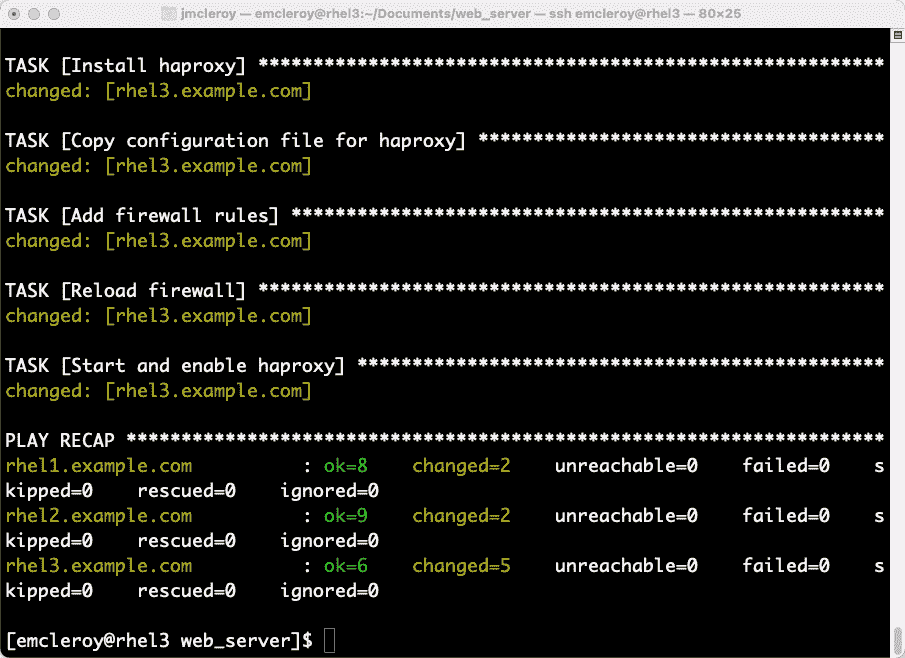 jmcleroy — emcleroy@rhel3:~/Documents/web_server — ssh emcleroy@rhel3 — 80×25
TASK [Install haproxy] *********************************************************
changed: [rhel3.example.com]
TASK [Copy configuration file for haproxy] *************************************
changed: [rhel3.example.com]
TASK [Add firewall rules] ******************************************************
changed: [rhel3.example.com]
TASK [Reload firewall] *********************************************************
changed: [rhel3.example.com]
TASK [Start and enable haproxy] ************************************************
changed: [rhel3.example.com]
PLAY RECAP *********************************************************************
rhel1.example.com          : ok=8    changed=2    unreachable=0    failed=0    s
kipped=0    rescued=0    ignored=0
rhel2.example.com          : ok=9    changed=2    unreachable=0    failed=0    s
kipped=0    rescued=0    ignored=0
rhel3.example.com          : ok=6    changed=5    unreachable=0    failed=0    s
kipped=0    rescued=0    ignored=0
[emcleroy@rhel3 web_server]$